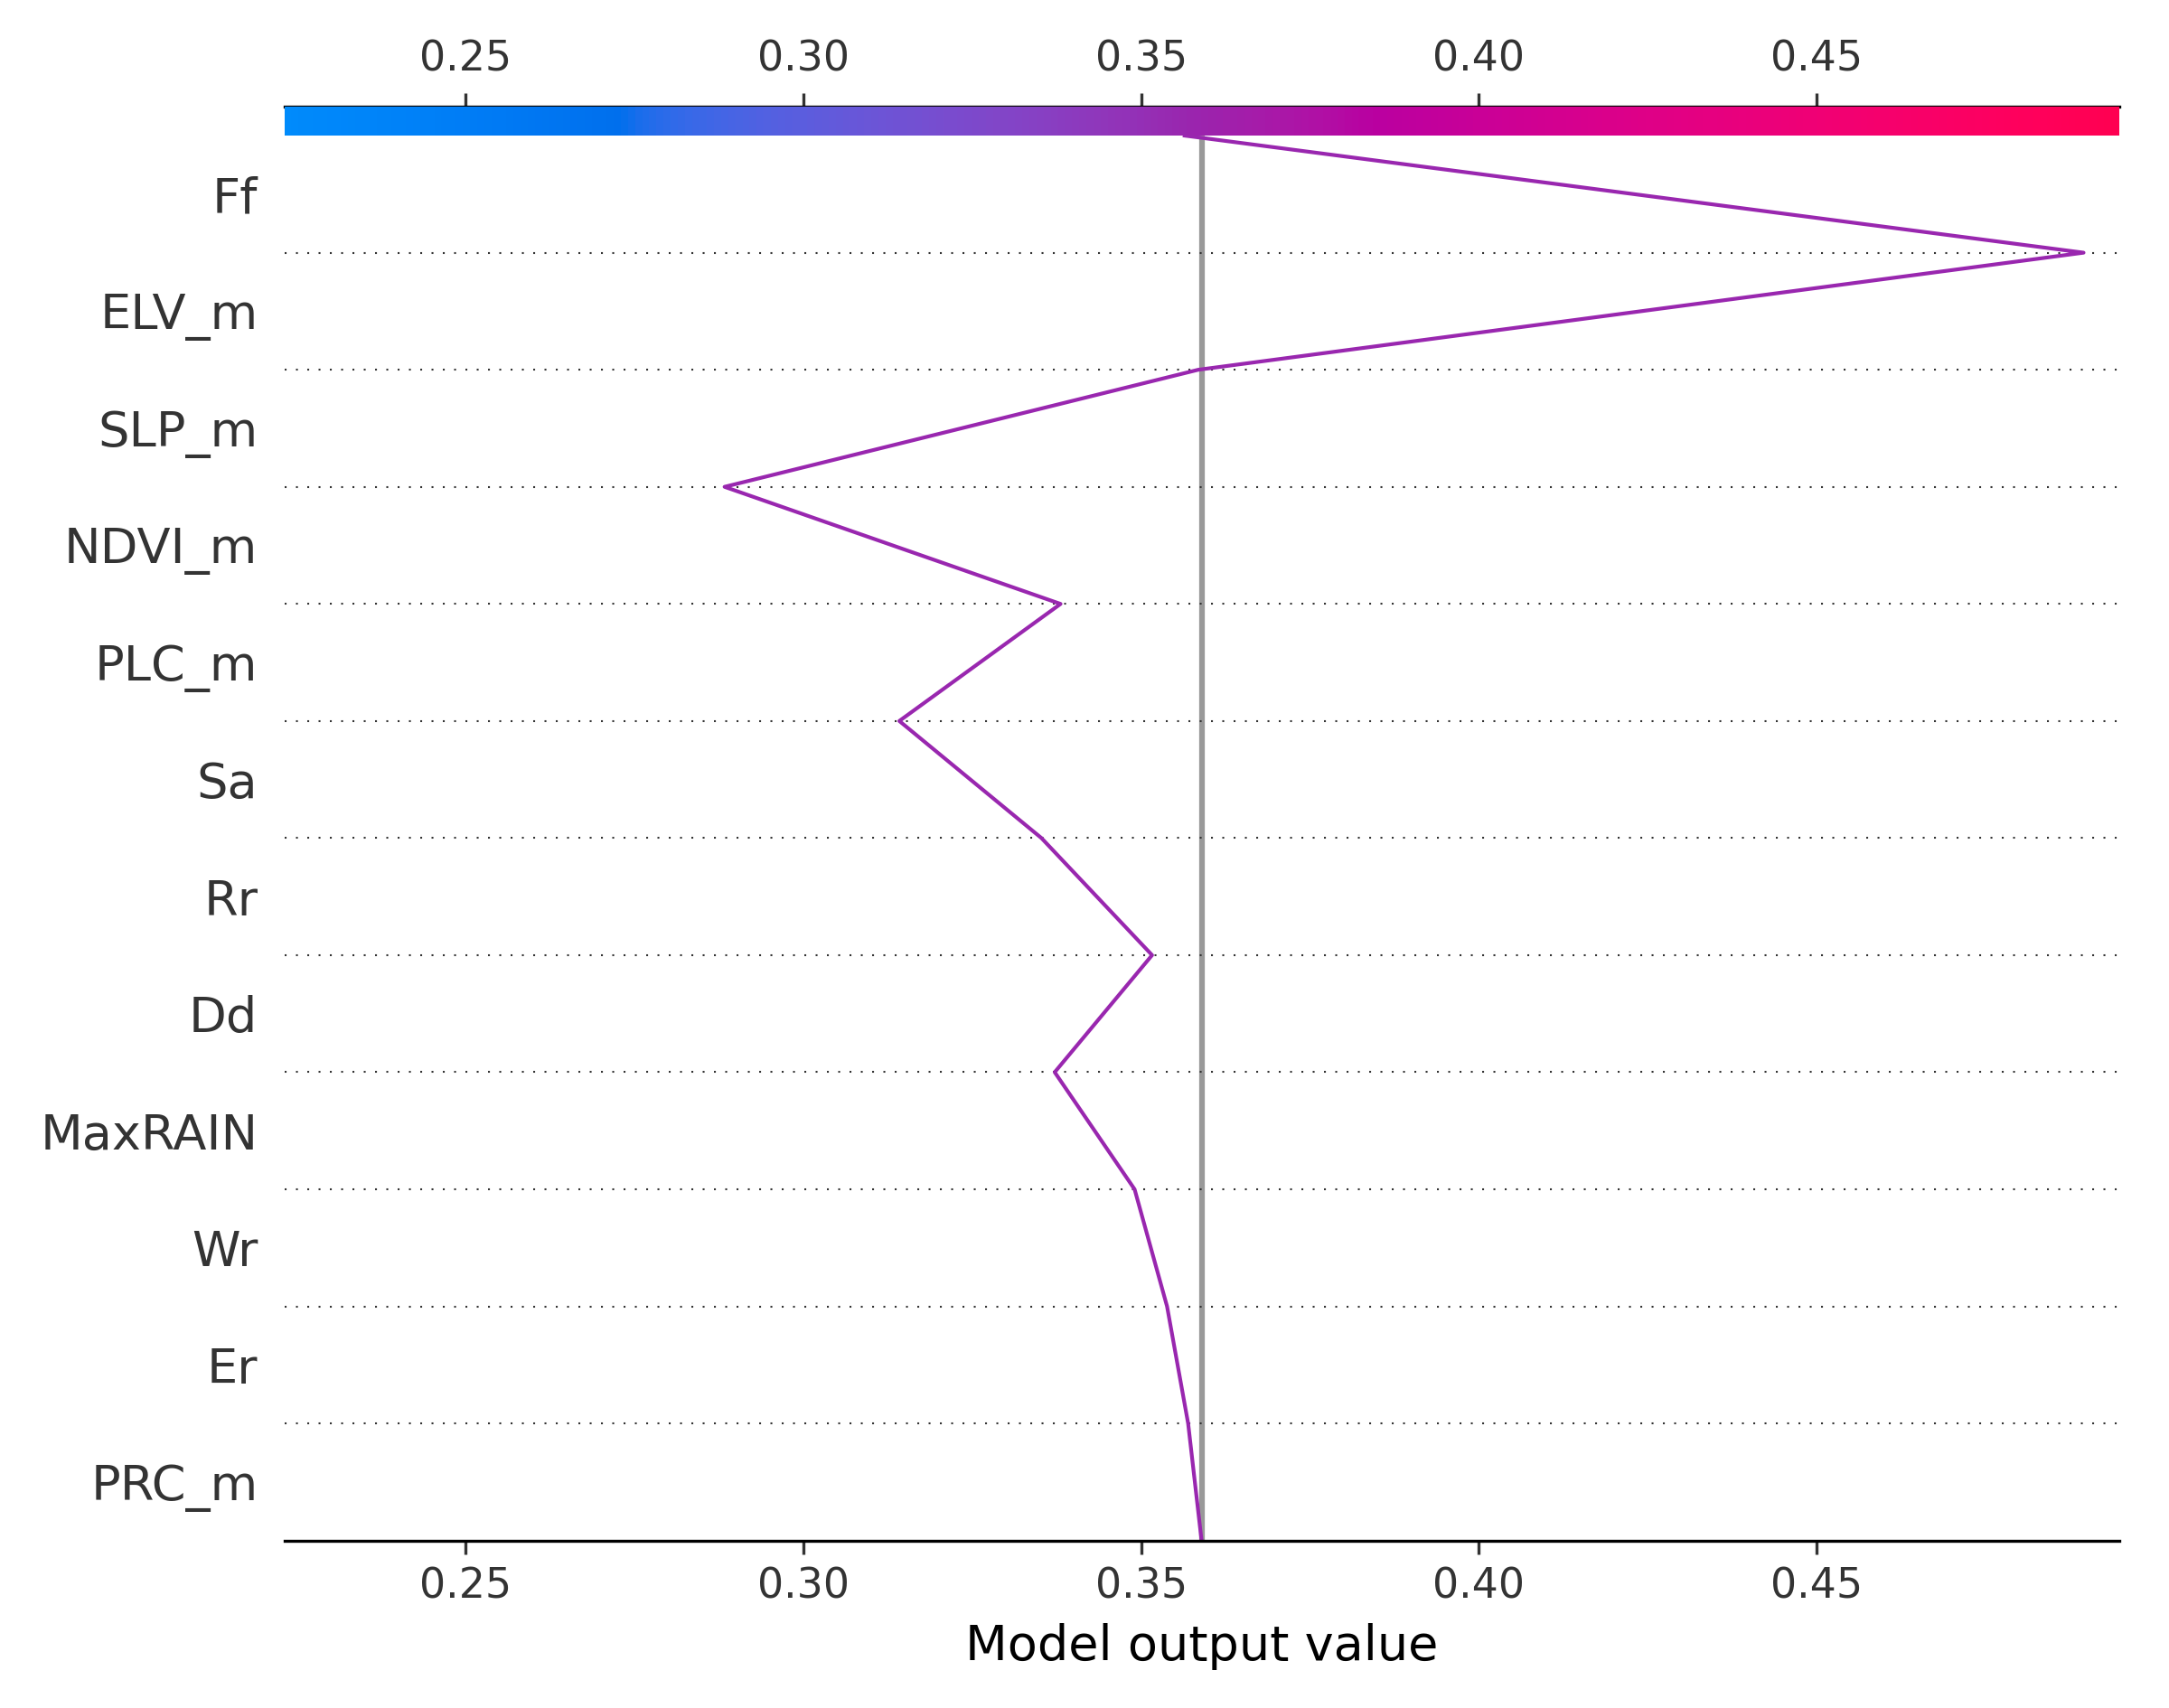 0.25 0.30 0.35 0.40 0.45
Ff
ELV_m
SLP_m
NDVI_m
PLC_m
Sa
Rr
Dd
MaxRAIN
Wr
Er
PRC_m
0.25 0.30 0.35 0.40 0.45
Model output value